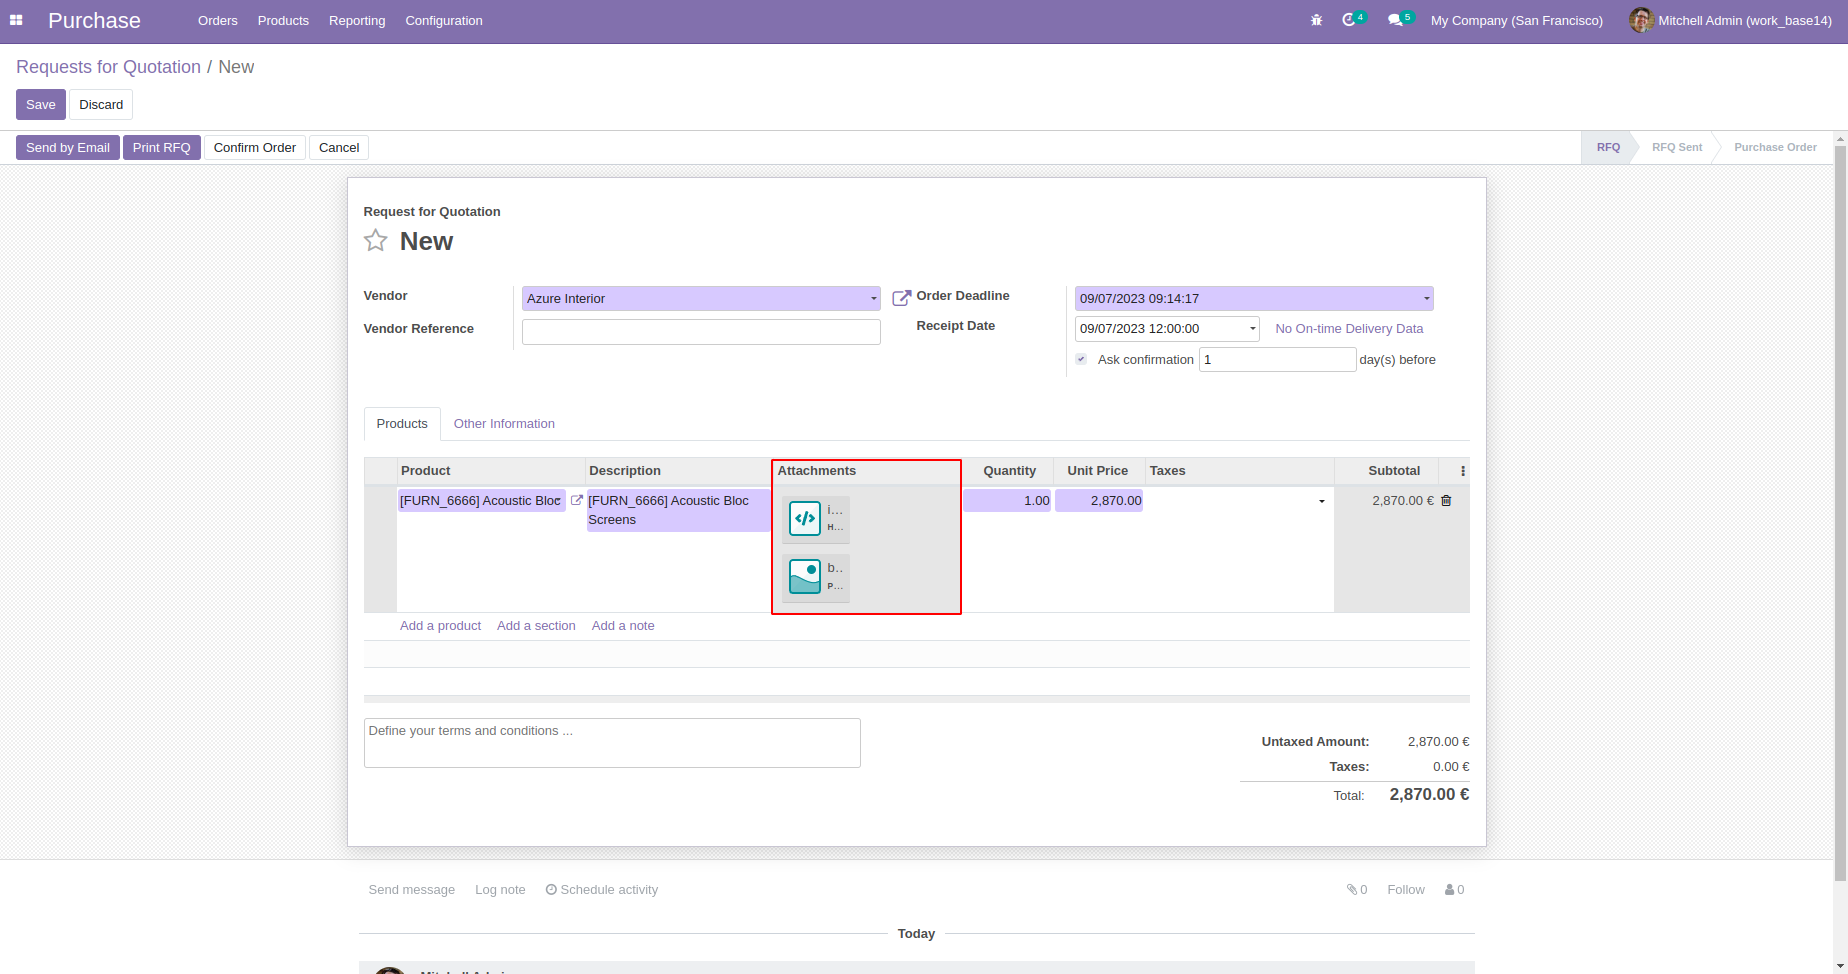 Purchase Orders Products Reporting Configuration 4 5 My Company (San Francisco) Mitchell Admin (work_base14)
Requests for Quotation / New
Save Discard
Send by Email Print RFQ Confirm Order Cancel RFQ RFQ Sent Purchase Order
Request for Quotation
New
Vendor Azure Interior Order Deadline 09/07/2023 09:14:17
Vendor Reference Receipt Date 09/07/2023 12:00:00 No On-time Delivery Data
Ask confirmation 1 day(s) before
Products Other Information
Product Description Attachments Quantity Unit Price Taxes Subtotal
[FURN_6666] Acoustic Bloc [FURN_6666] Acoustic Bloc i... 1.00 2,870.00 2,870.00 €
Screens H...
b..
P...
Add a product Add a section Add a note
Define your terms and conditions ...
Untaxed Amount: 2,870.00 €
Taxes: 0.00 €
Total: 2,870.00 €
Send message Log note Schedule activity 0 Follow 0
Today